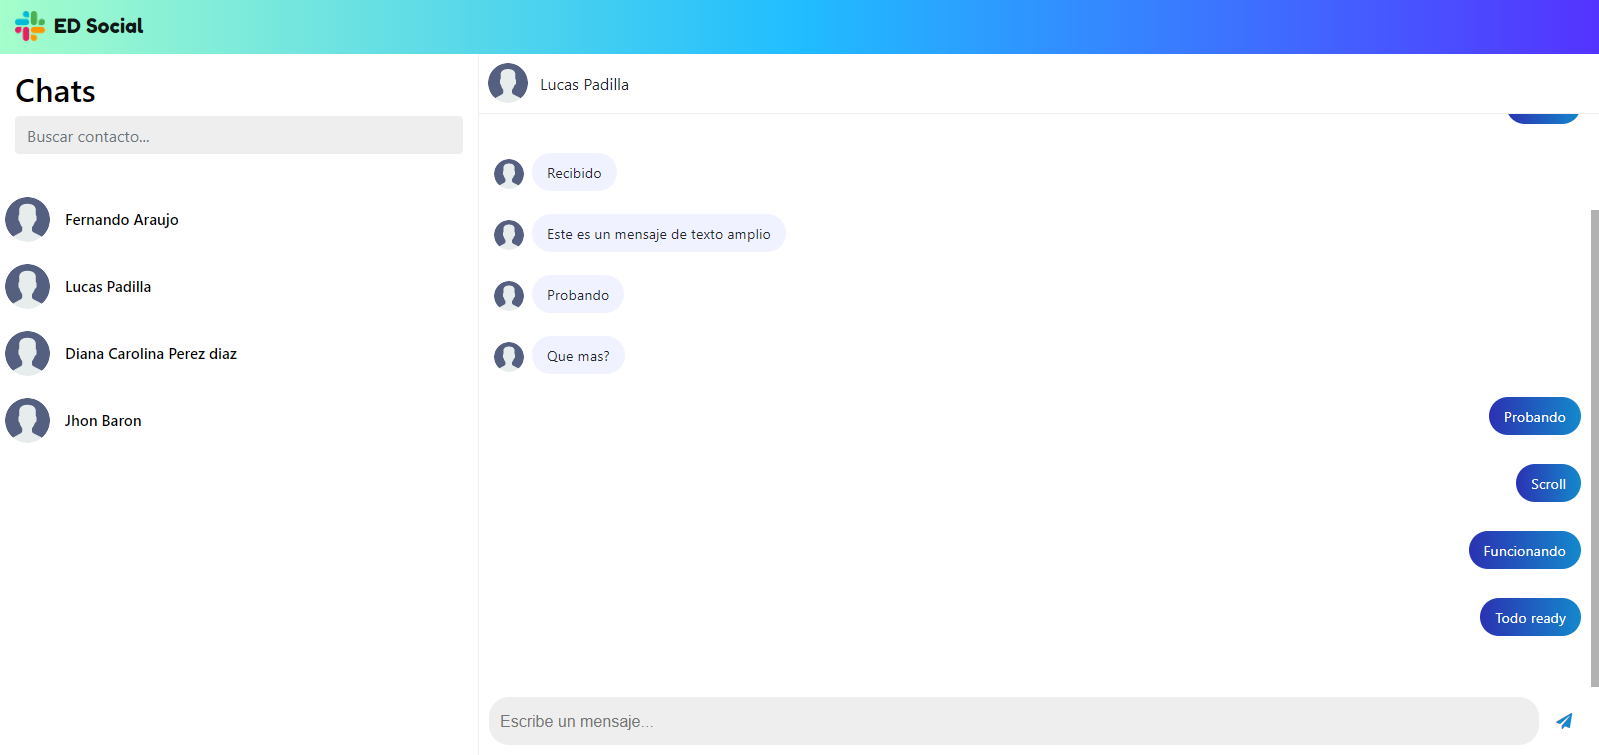 ED Social
Chats
Buscar contacto...
Fernando Araujo
Lucas Padilla
Diana Carolina Perez diaz
Jhon Baron
Lucas Padilla
Recibido
Este es un mensaje de texto amplio
Probando
Que mas?
Probando
Scroll
Funcionando
Todo ready
Escribe un mensaje...